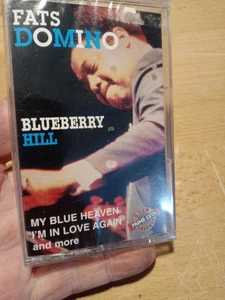 FATS
DOMINO
BLUEBERRY
HILL
MY BLUE HEAVEN
I'M IN LOVE AGAIN
and more